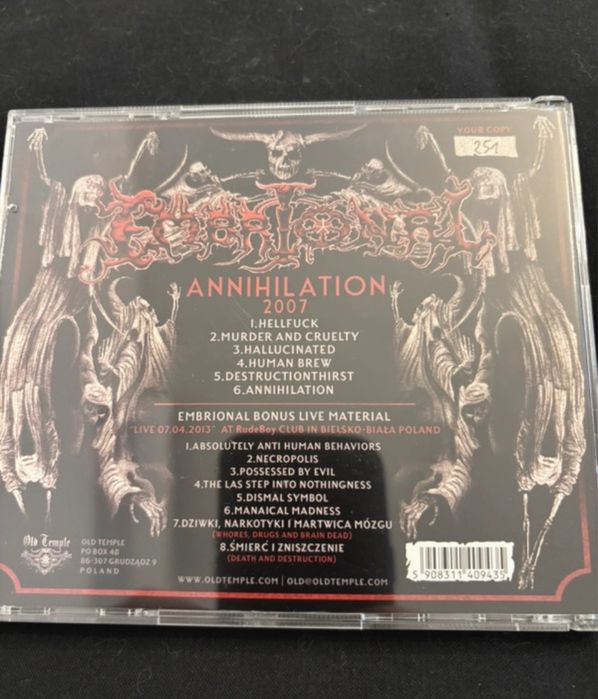 YOUR COPY
251
EMBRIONAL
ANNIHILATION
2007
1.HELLFUCK
2.MURDER AND CRUELTY
3.HALLUCINATED
4.HUMAN BREW
5.DESTRUCTIONTHIRST
6.ANNIHILATION
EMBRIONAL BONUS LIVE MATERIAL
"LIVE 07.04.2013" AT RudeBoy CLUB IN BIELSKO-BIAŁA POLAND
1.ABSOLUTELY ANTI HUMAN BEHAVIORS
2.NECROPOLIS
3.POSSESSED BY EVIL
4.THE LAS STEP INTO NOTHINGNESS
5.DISMAL SYMBOL
6.MANAICAL MADNESS
7.DZIWKI, NARKOTYKI I MARTWICA MÓZGU
(WHORES, DRUGS AND BRAIN DEAD)
8.ŚMIERĆ I ZNISZCZENIE
(DEATH AND DESTRUCTION)
Old Temple
OLD TEMPLE
PO BOX 48
86-307 GRUDZĄDZ 9
POLAND
WWW.OLDTEMPLE.COM | OLD@OLDTEMPLE.COM
5 908311 409435